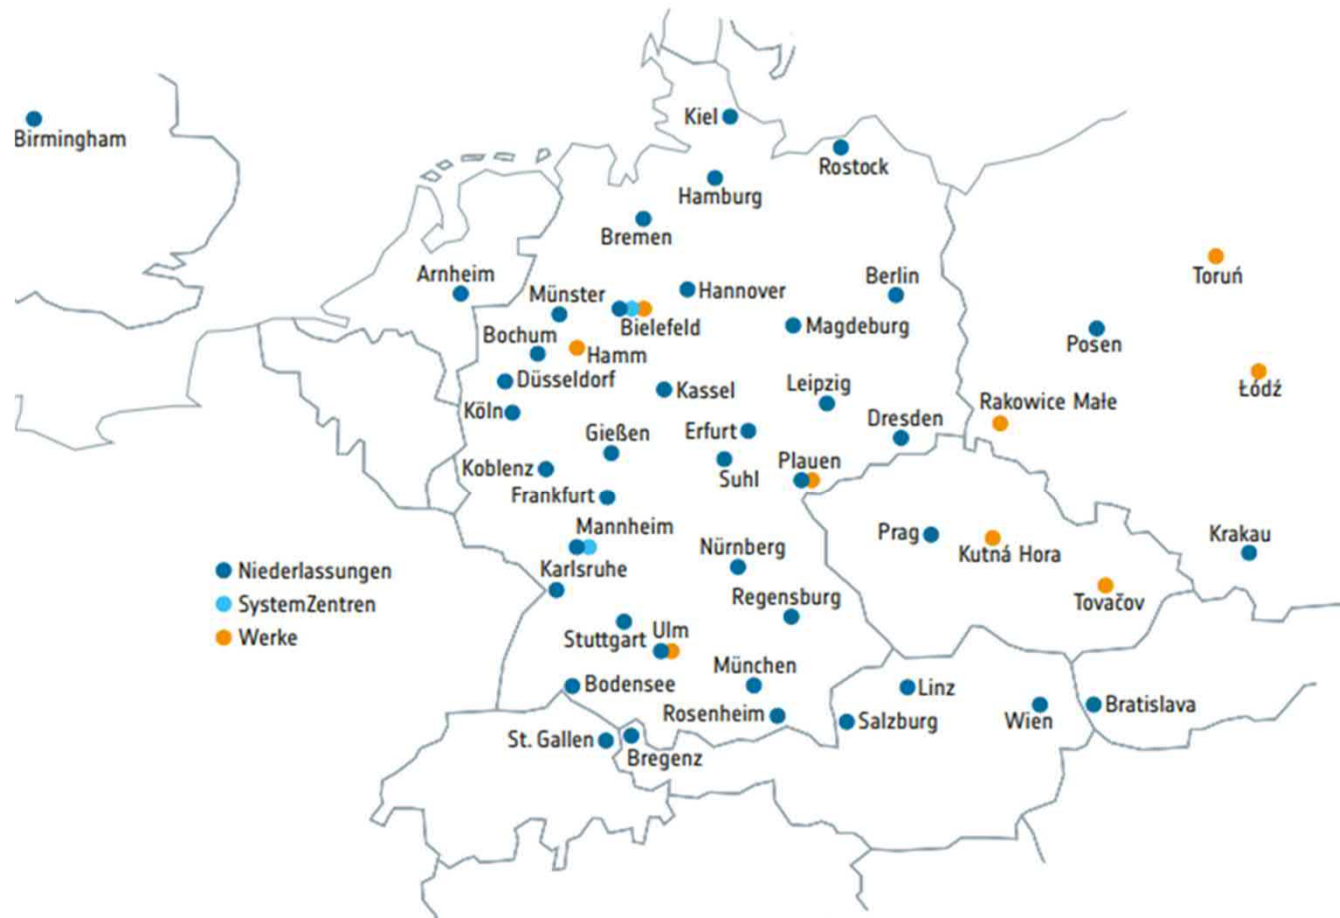 Kiel
Birmingham
Rostock
Hamburg
Bremen
Arnheim
Berlin
Toruń
Münster
Hannover
Bielefeld
Magdeburg
Bochum
Posen
Hamm
Düsseldorf
Kassel
Leipzig
Łódź
Rakowice Małe
Köln
Dresden
Gießen
Erfurt
Plauen
Koblenz
Suhl
Frankfurt
Mannheim
Prag
Krakau
Nürnberg
Kutná Hora
Karlsruhe
Niederlassungen
Regensburg
SystemZentren
Tovačov
Werke
Stuttgart
Ulm
München
Bodensee
Linz
Bratislava
Rosenheim
Salzburg
Wien
St. Gallen
Bregenz